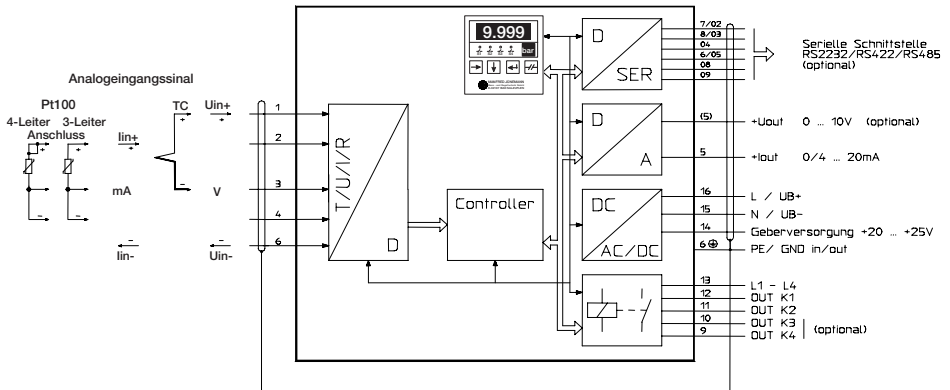 Analogeingangssinal
Pt100
4-Leiter 3-Leiter
Anschluss
Iin+
+
+
+
mA
-
-
-
Iin-
TC
+
-
Uin+
+
V
-
Uin-
1
2
3
4
6
T/U/I/R
D
Controller
9.999
bar
MANFRED JÜNEMANN
D
SER
D
A
DC
AC/DC
7/02
8/03
04
6/05
08
09
Serielle Schnittstelle
RS2232/RS422/RS485
(optional)
(5) +Uout 0 ... 10V (optional)
5 +Iout 0/4 ... 20mA
16 L / UB+
15 N / UB-
14 Geberversorgung +20 ... +25V
6 PE/ GND in/out
13 L1 - L4
12 OUT K1
11 OUT K2
10 OUT K3
9 OUT K4
(optional)